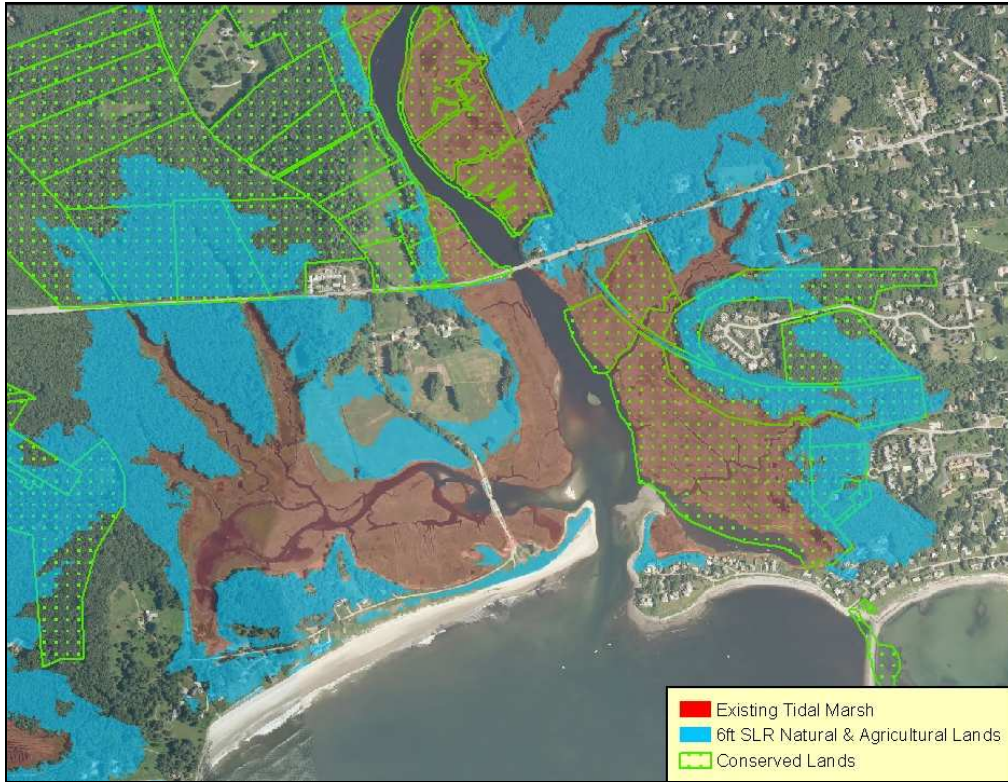 Existing Tidal Marsh
6ft SLR Natural & Agricultural Lands
Conserved Lands